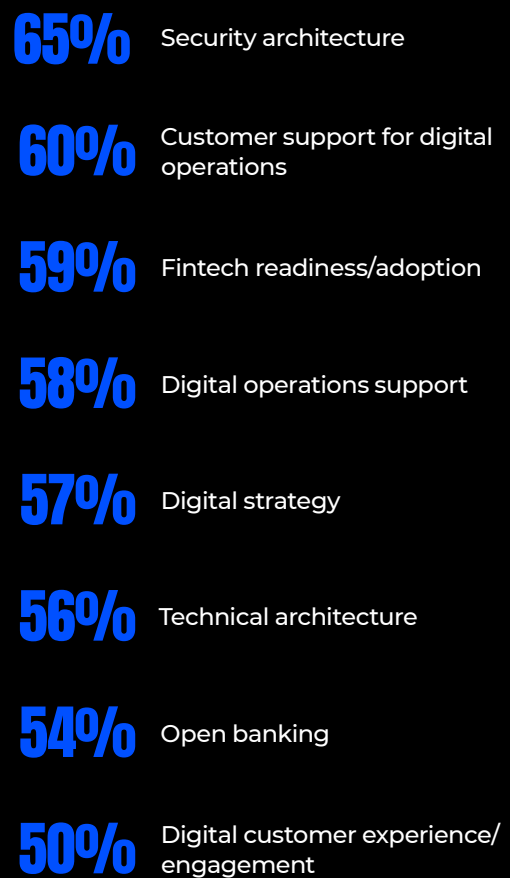 65% Security architecture
60% Customer support for digital
operations
59% Fintech readiness/adoption
58% Digital operations support
57% Digital strategy
56% Technical architecture
54% Open banking
50% Digital customer experience/
engagement